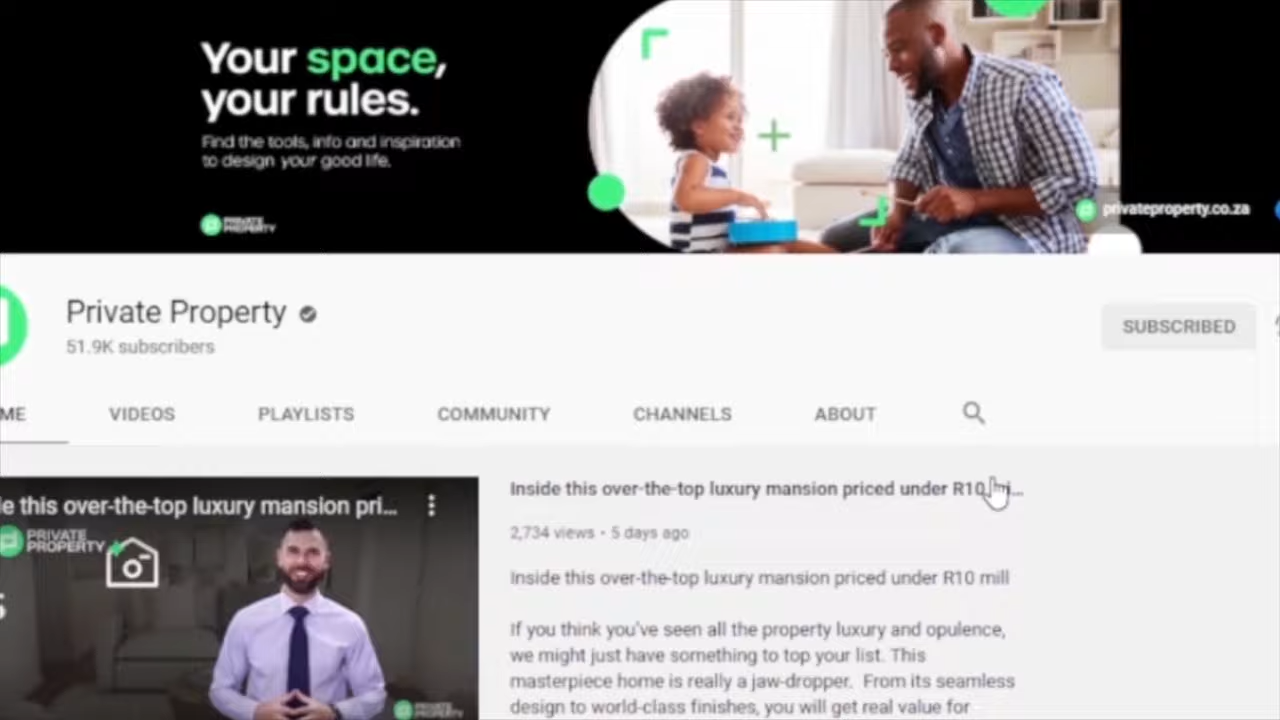 Your space,
your rules.
Find the tools, info and inspiration
to design your good life.
PRIVATE
PROPERTY
privateproperty.co.za
Private Property
51.9K subscribers
SUBSCRIBED
ME
VIDEOS
PLAYLISTS
COMMUNITY
CHANNELS
ABOUT
e this over-the-top luxury mansion pri...
PRIVATE
PROPERTY
PRIVATE
PROPERTY
Inside this over-the-top luxury mansion priced under R10 mi...
2,734 views • 5 days ago
Inside this over-the-top luxury mansion priced under R10 mill
If you think you've seen all the property luxury and opulence,
we might just have something to top your list. This
masterpiece home is really a jaw-dropper. From its seamless
design to world-class finishes, you will get real value for